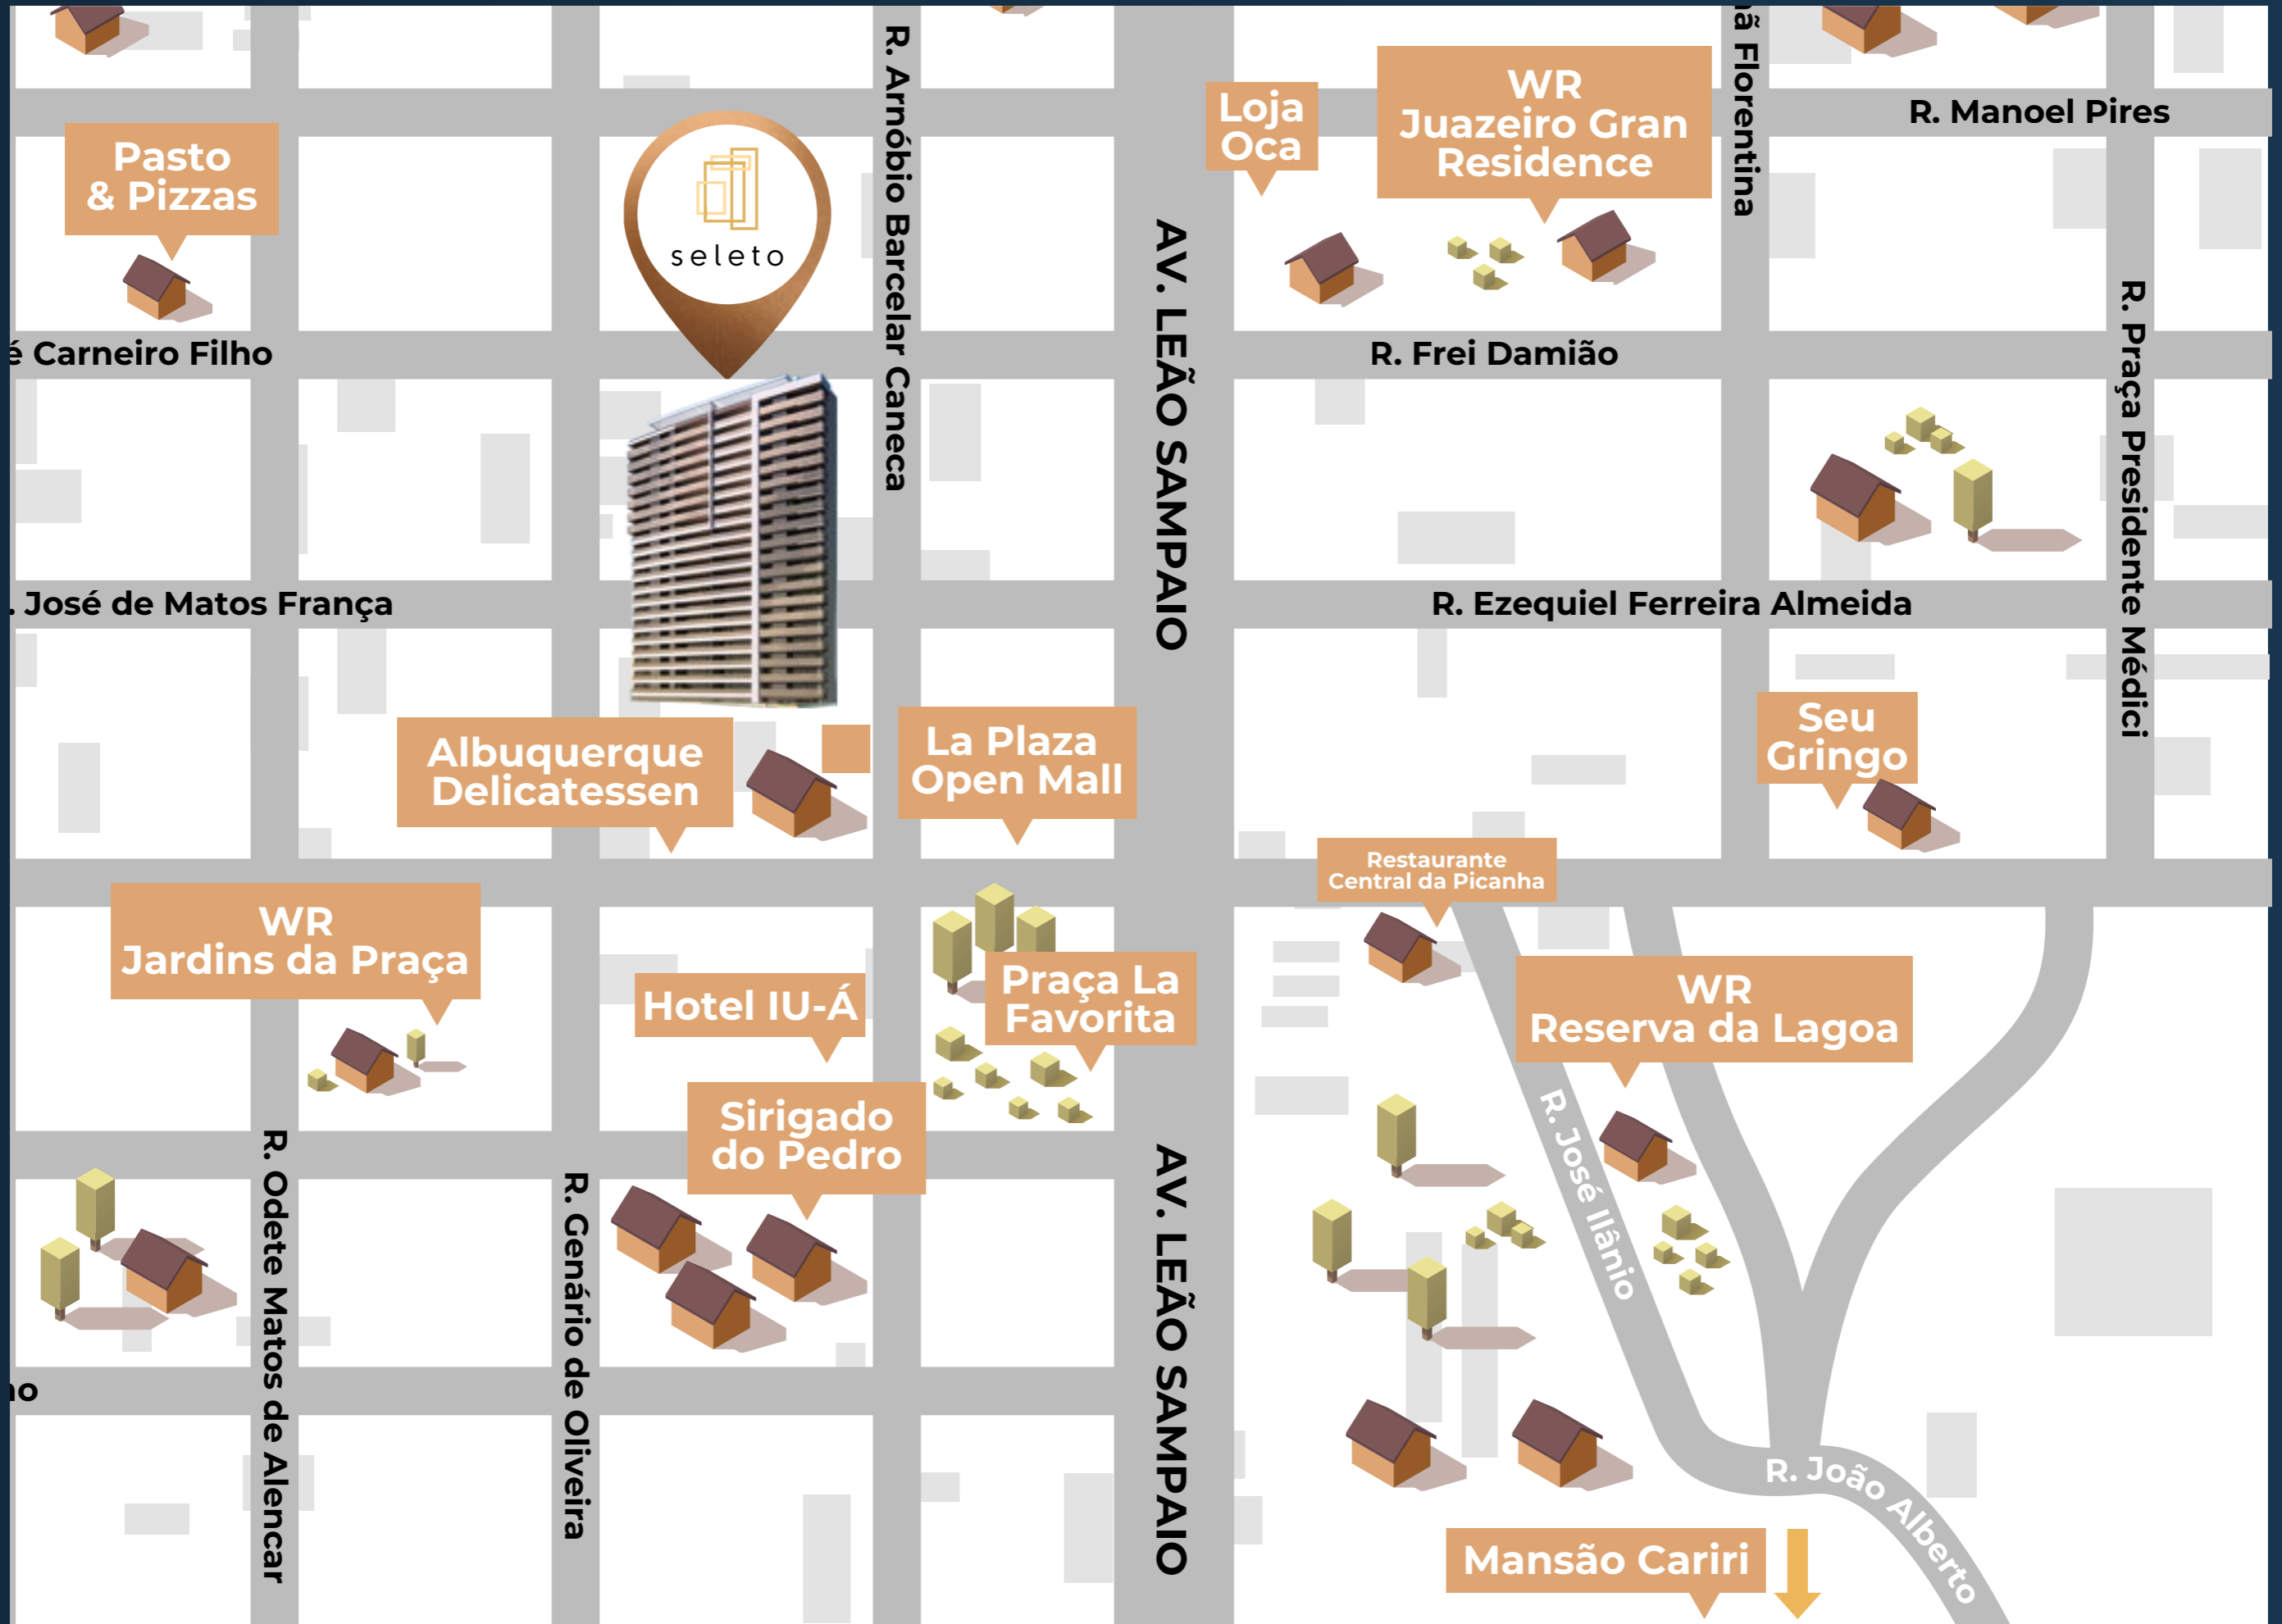 R. Arnóbio Barcelar Caneca
Florentina
Loja
Oca
WR
Juazeiro Gran
Residence
R. Manoel Pires
Pasto
& Pizzas
seleto
AV. LEÃO SAMPAIO
R. Praça Presidente Médici
Carneiro Filho
R. Frei Damião
José de Matos França
R. Ezequiel Ferreira Almeida
Albuquerque
Delicatessen
La Plaza
Open Mall
Seu
Gringo
Restaurante
Central da Picanha
WR
Jardins da Praça
Hotel IU-Á
Praça La
Favorita
WR
Reserva da Lagoa
Sirigado
do Pedro
R. José Ilânio
R. Odete Matos de Alencar
R. Genário de Oliveira
AV. LEÃO SAMPAIO
R. João Alberto
Mansão Cariri